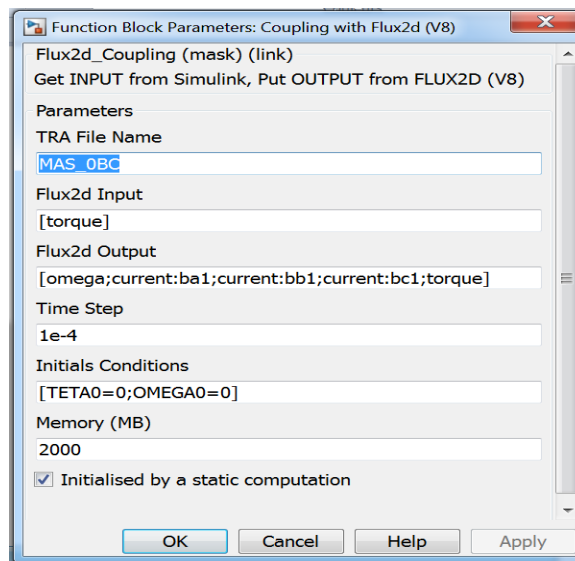 Function Block Parameters: Coupling with Flux2d (V8)
Flux2d_Coupling (mask) (link)
Get INPUT from Simulink, Put OUTPUT from FLUX2D (V8)
Parameters
TRA File Name
MAS_0BC
Flux2d Input
[torque]
Flux2d Output
[omega;current:ba1;current:bb1;current:bc1;torque]
Time Step
1e-4
Initials Conditions
[TETA0=0;OMEGA0=0]
Memory (MB)
2000
Initialised by a static computation
OK Cancel Help Apply